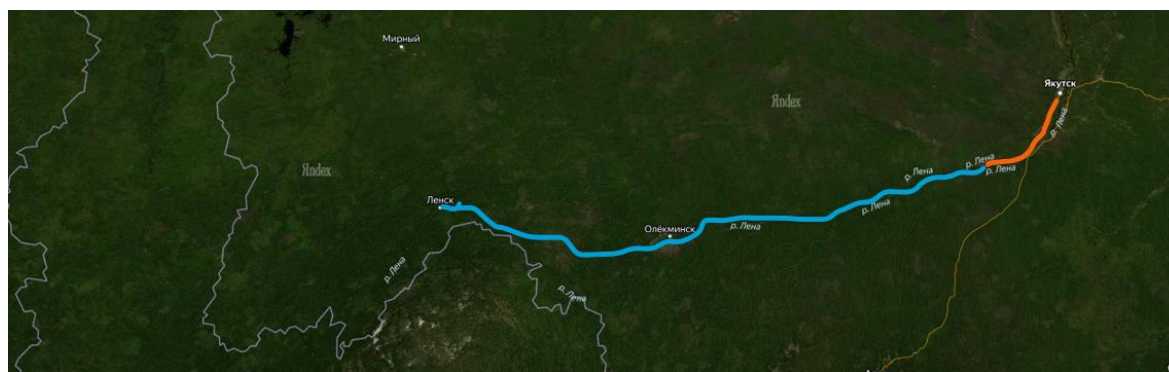 Мирный
Яndex
Якутск
р. Лена
р. Лена
р. Лена
р. Лена
Яndex
Ленск
р. Лена
Олёкминск
р. Лена
р. Лена
р. Лена